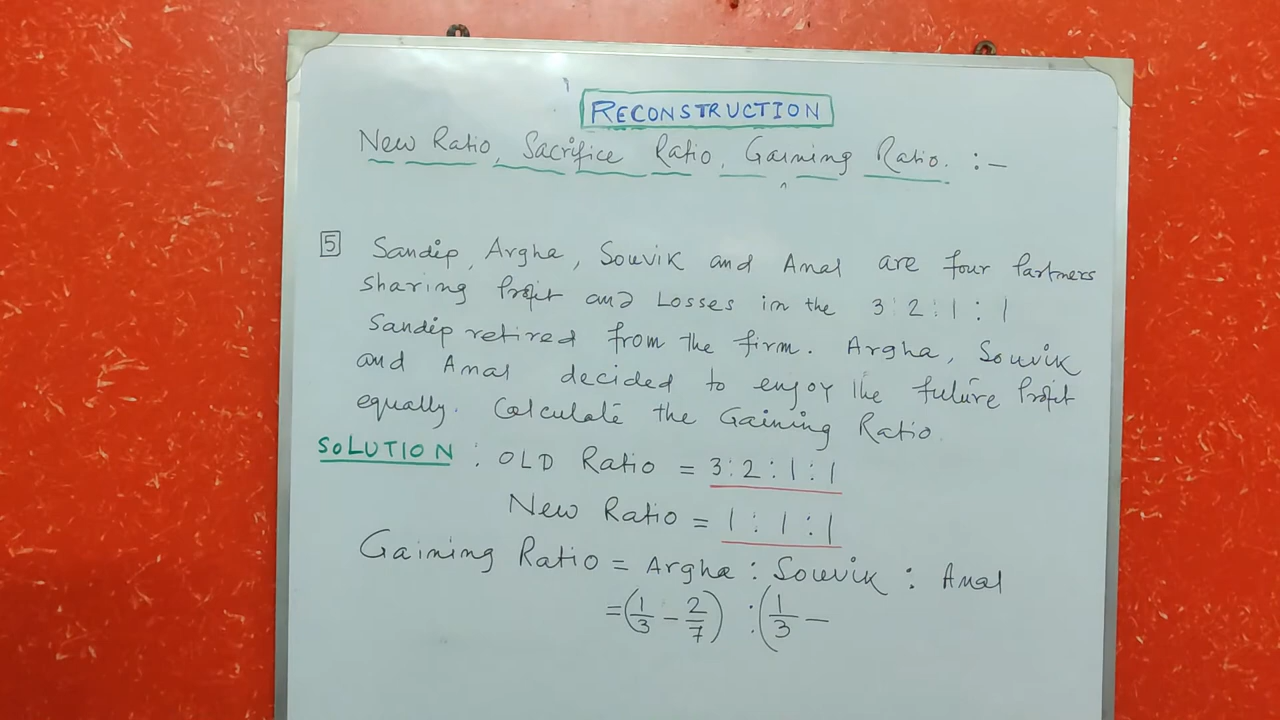 RECONSTRUCTION
New Ratio, Sacrifice Ratio, Gaining Ratio. :-
5 Sandip, Argha, Souvik and Amal are four Partners
sharing Profit and Losses in the 3:2:1:1
Sandip retired from the firm. Argha, Souvik
and Amal decided to enjoy the future Profit
equally. Calculate the Gaining Ratio.
SOLUTION : OLD Ratio = 3:2:1:1
New Ratio = 1:1:1
Gaining Ratio = Argha : Souvik : Amal
= (1/3 - 2/7) : (1/3 -